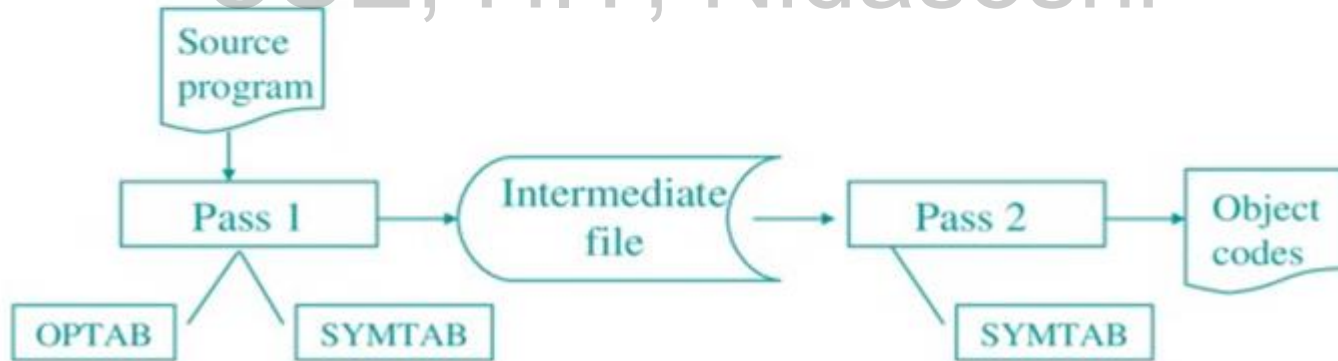 Source
program
Pass 1
Intermediate
file
Pass 2
Object
codes
OPTAB
SYMTAB
SYMTAB